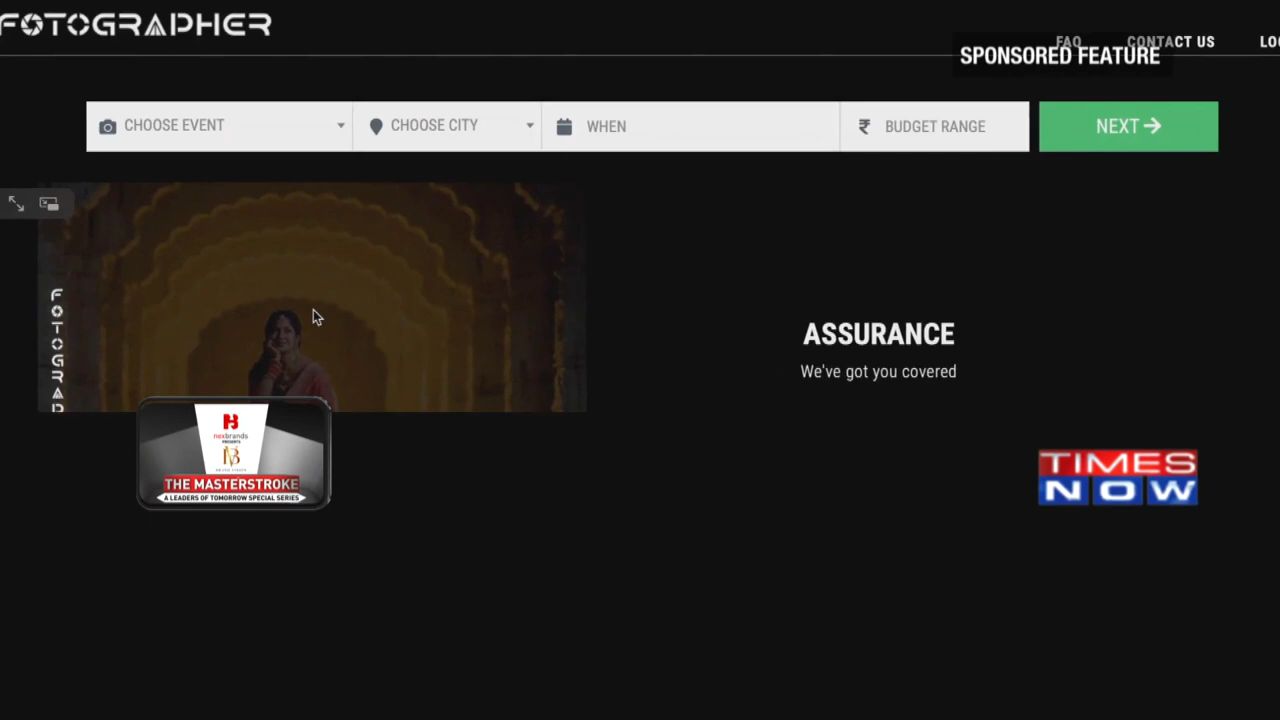 FOTOGRAPHER
FAQ
CONTACT US
SPONSORED FEATURE
CHOOSE EVENT
CHOOSE CITY
WHEN
₹ BUDGET RANGE
NEXT
FOTOGRAP
ASSURANCE
We've got you covered
nexbrands
PRESENTS
THE MASTERSTROKE
A LEADERS OF TOMORROW SPECIAL SERIES
TIMES
NOW